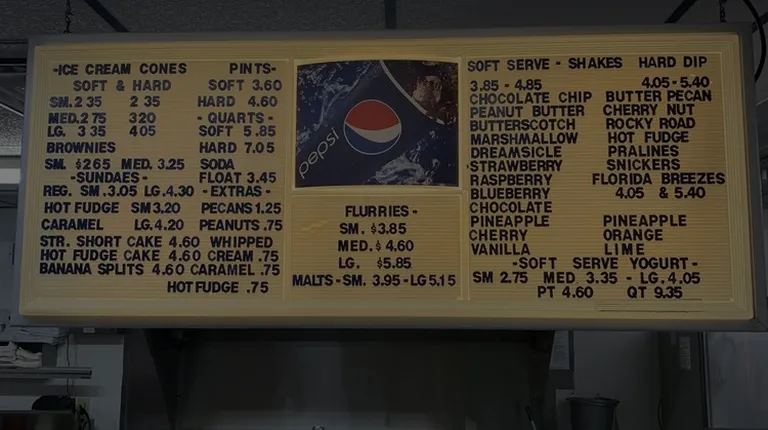 -ICE CREAM CONES PINTS-
SOFT & HARD SOFT 3.60
SM. 2 35 2 35 HARD 4.60
MED. 2 75 3 20 - QUARTS -
LG. 3 35 4 05 SOFT 5.85
BROWNIES HARD 7.05
SM. $2 65 MED. 3.25 SODA
-SUNDAES- FLOAT 3.45
REG. SM. 3.05 LG. 4.30 - EXTRAS -
HOT FUDGE SM 3.20 PECANS 1.25
CARAMEL LG. 4.20 PEANUTS .75
STR. SHORT CAKE 4.60 WHIPPED
HOT FUDGE CAKE 4.60 CREAM .75
BANANA SPLITS 4.60 CARAMEL .75
HOT FUDGE .75
pepsi
FLURRIES -
SM. $3.85
MED. $ 4.60
LG. $5.85
MALTS - SM. 3.95 - LG 5.15
SOFT SERVE - SHAKES HARD DIP
3.85 - 4.85 4.05 - 5.40
CHOCOLATE CHIP BUTTER PECAN
PEANUT BUTTER CHERRY NUT
BUTTERSCOTCH ROCKY ROAD
MARSHMALLOW HOT FUDGE
DREAMSICLE PRALINES
STRAWBERRY SNICKERS
RASPBERRY FLORIDA BREEZES
BLUEBERRY 4.05 & 5.40
CHOCOLATE
PINEAPPLE PINEAPPLE
CHERRY ORANGE
VANILLA LIME
-SOFT SERVE YOGURT-
SM 2.75 MED. 3.35 - LG. 4.05
PT 4.60 QT 9.35